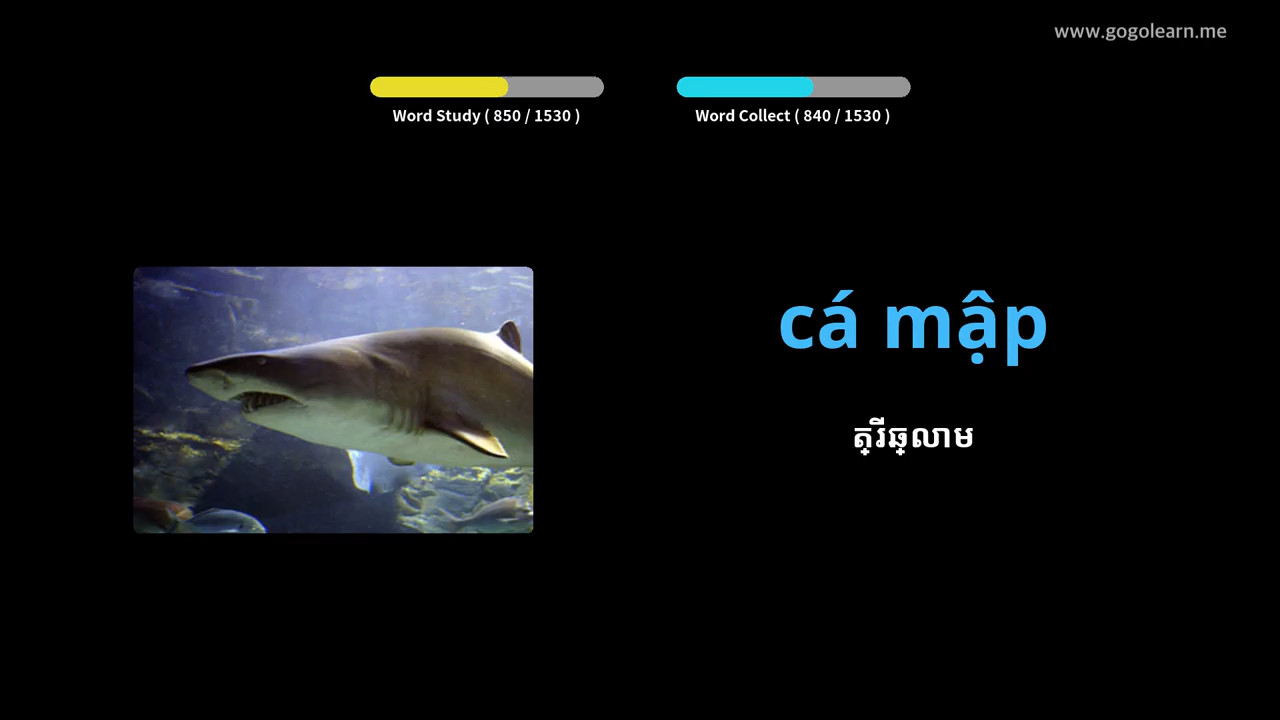 www.gogolearn.me
Word Study ( 850 / 1530 )
Word Collect ( 840 / 1530 )
cá mập
ត្រីឆ្លាម